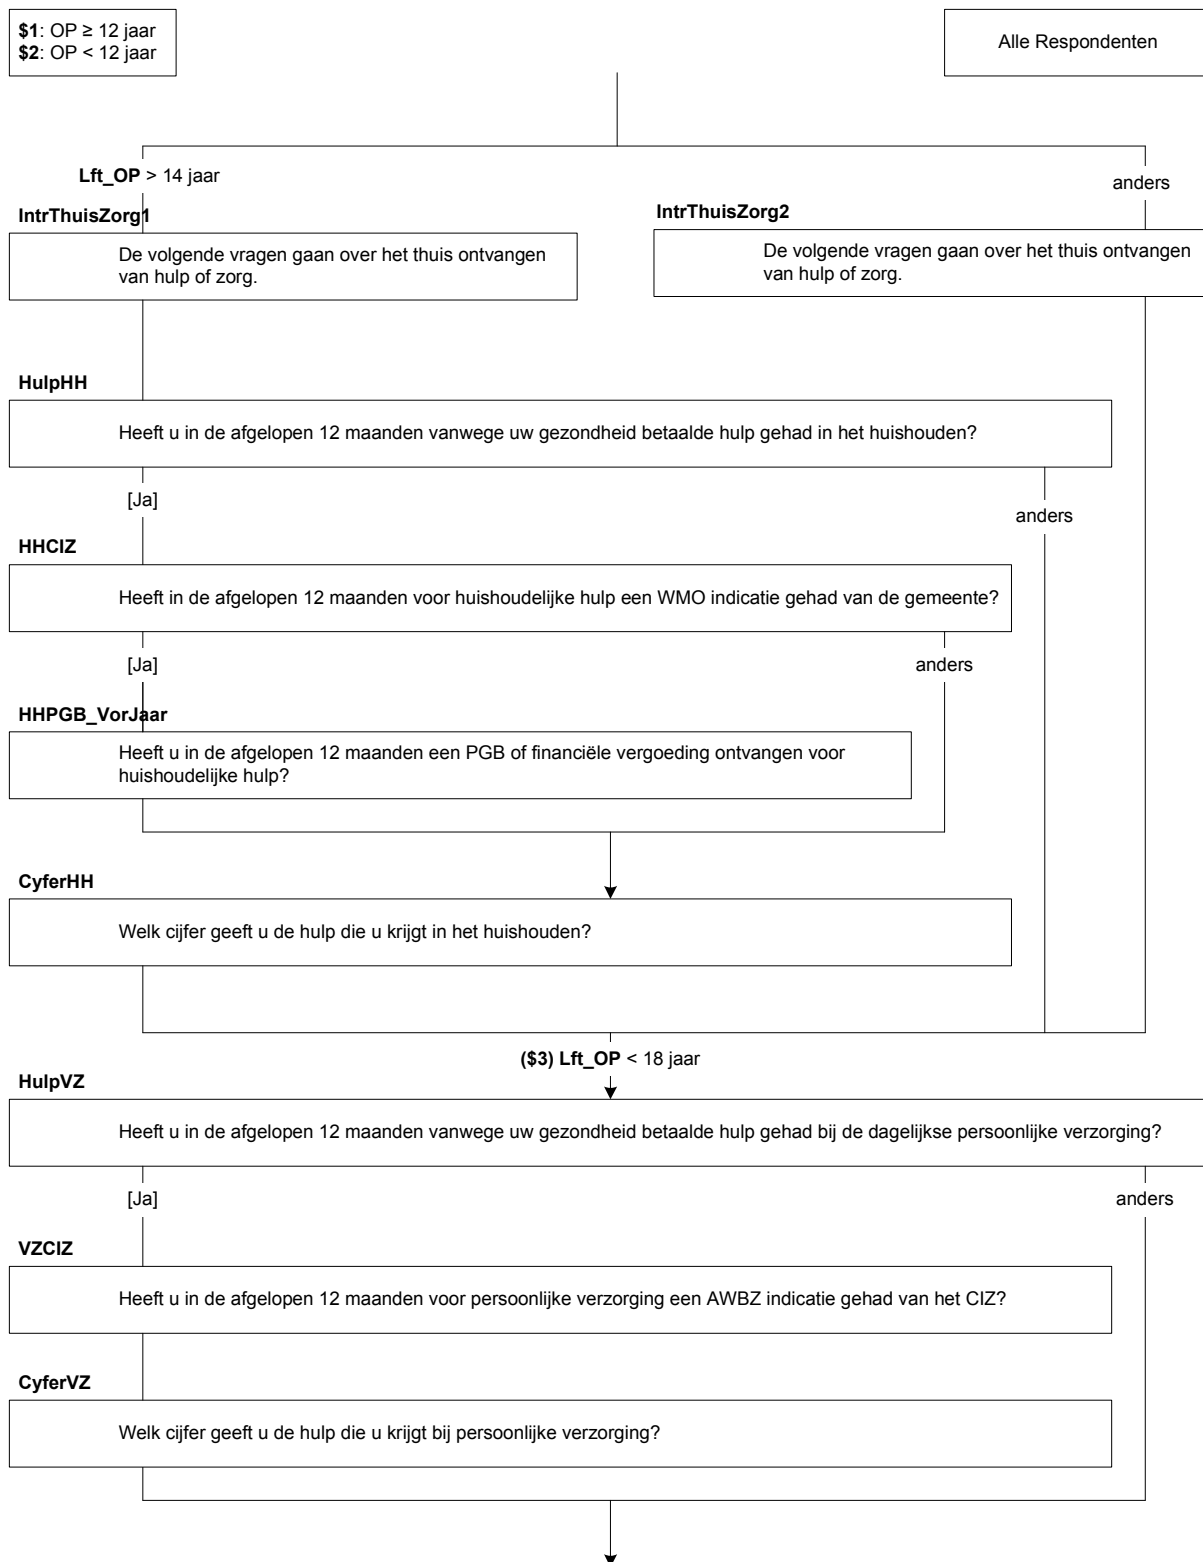 $1: OP ≥ 12 jaar
$2: OP < 12 jaar
Alle Respondenten
Lft_OP > 14 jaar
anders
IntrThuisZorg1
De volgende vragen gaan over het thuis ontvangen
van hulp of zorg.
IntrThuisZorg2
De volgende vragen gaan over het thuis ontvangen
van hulp of zorg.
HulpHH
Heeft u in de afgelopen 12 maanden vanwege uw gezondheid betaalde hulp gehad in het huishouden?
[Ja]
anders
HHCIZ
Heeft in de afgelopen 12 maanden voor huishoudelijke hulp een WMO indicatie gehad van de gemeente?
[Ja]
anders
HHPGB_VorJaar
Heeft u in de afgelopen 12 maanden een PGB of financiële vergoeding ontvangen voor
huishoudelijke hulp?
CyferHH
Welk cijfer geeft u de hulp die u krijgt in het huishouden?
($3) Lft_OP < 18 jaar
HulpVZ
Heeft u in de afgelopen 12 maanden vanwege uw gezondheid betaalde hulp gehad bij de dagelijkse persoonlijke verzorging?
[Ja]
anders
VZCIZ
Heeft u in de afgelopen 12 maanden voor persoonlijke verzorging een AWBZ indicatie gehad van het CIZ?
CyferVZ
Welk cijfer geeft u de hulp die u krijgt bij persoonlijke verzorging?